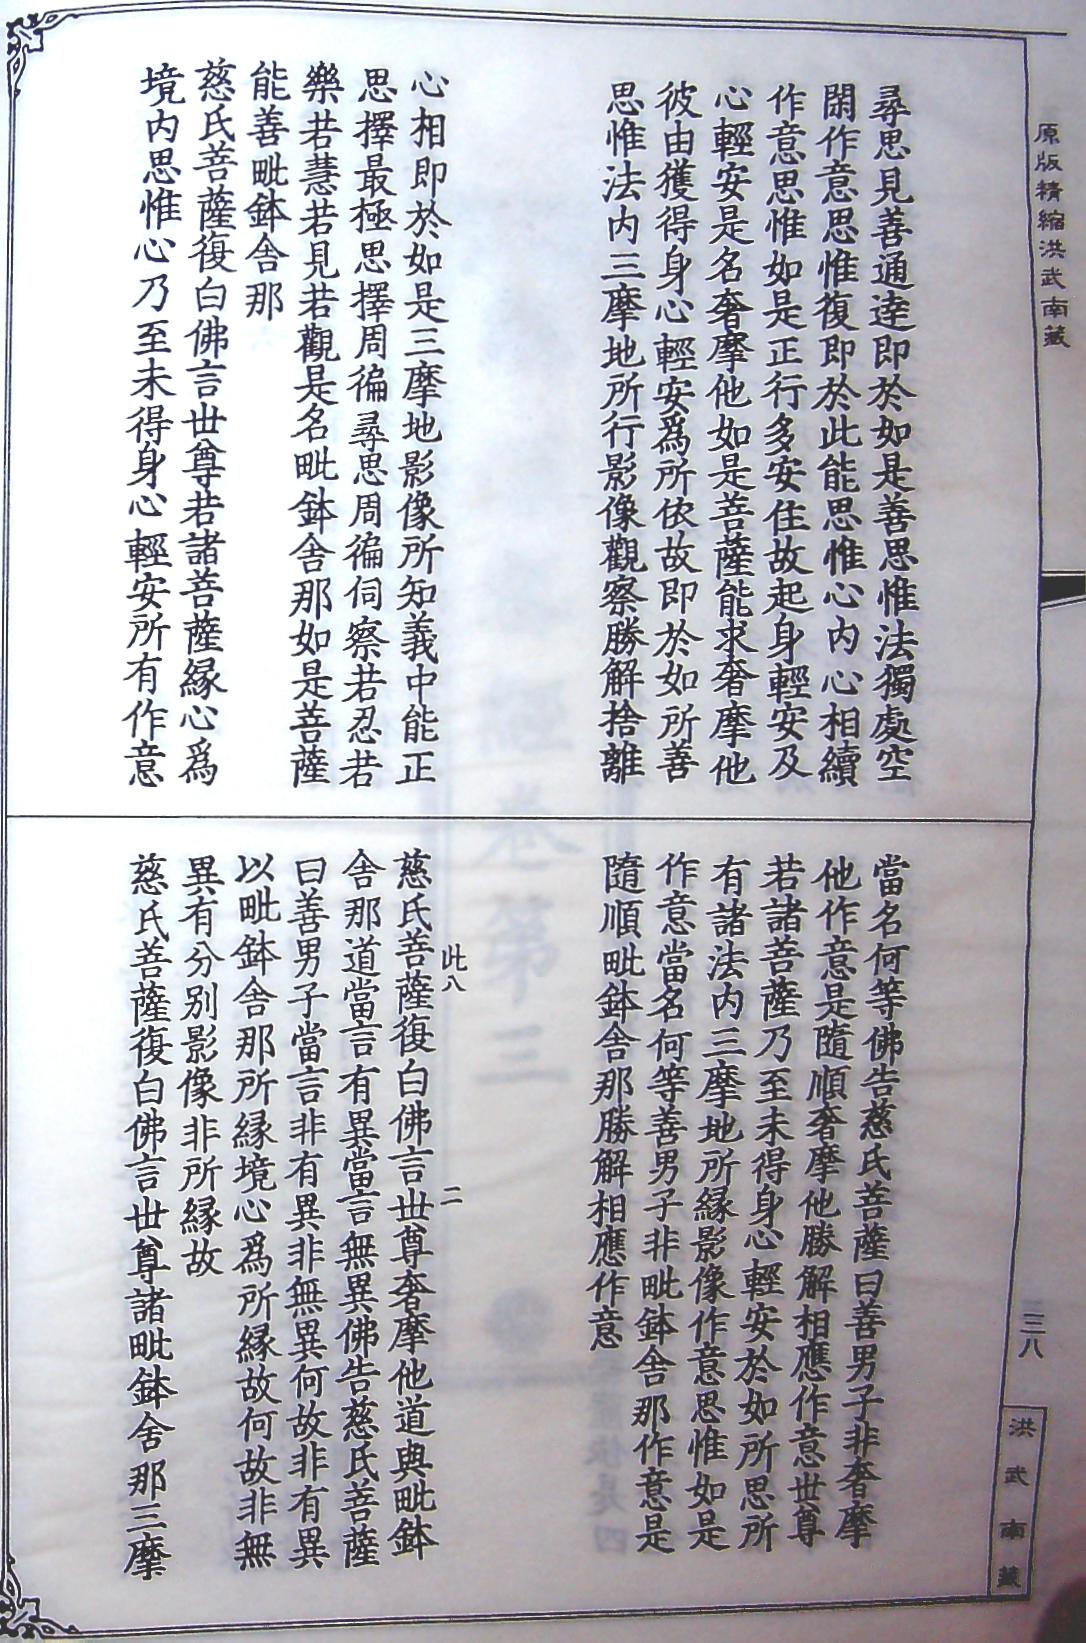 原版精縮洪武南藏
尋思見善通達即於如是善思惟法獨處空
閑作意思惟復即於此能思惟心內心相續
作意思惟如是正行多安住故起身輕安及
心輕安是名奢摩他如是菩薩能求奢摩他
彼由獲得身心輕安爲所依故即於如所善
思惟法內三摩地所行影像觀察勝解捨離
心相即於如是三摩地影像所知義中能正
思擇最極思擇周徧尋思周徧伺察若忍若
樂若慧若見若觀是名毗鉢舍那如是菩薩
能善毗鉢舍那
慈氏菩薩復白佛言世尊若諸菩薩緣心爲
境內思惟心乃至未得身心輕安所有作意
當名何等佛告慈氏菩薩曰善男子非奢摩
他作意是隨順奢摩他勝解相應作意世尊
若諸菩薩乃至未得身心輕安於如所思所
有諸法內三摩地所緣影像作意思惟如是
作意當名何等善男子非毗鉢舍那作意是
隨順毗鉢舍那勝解相應作意
此八 二
慈氏菩薩復白佛言世尊奢摩他道與毗鉢
舍那道當言有異當言無異佛告慈氏菩薩
曰善男子當言非有異非無異何故非有異
以毗鉢舍那所緣境心爲所緣故何故非無
異有分別影像非所緣故
慈氏菩薩復白佛言世尊諸毗鉢舍那三摩
二二八
洪武南藏